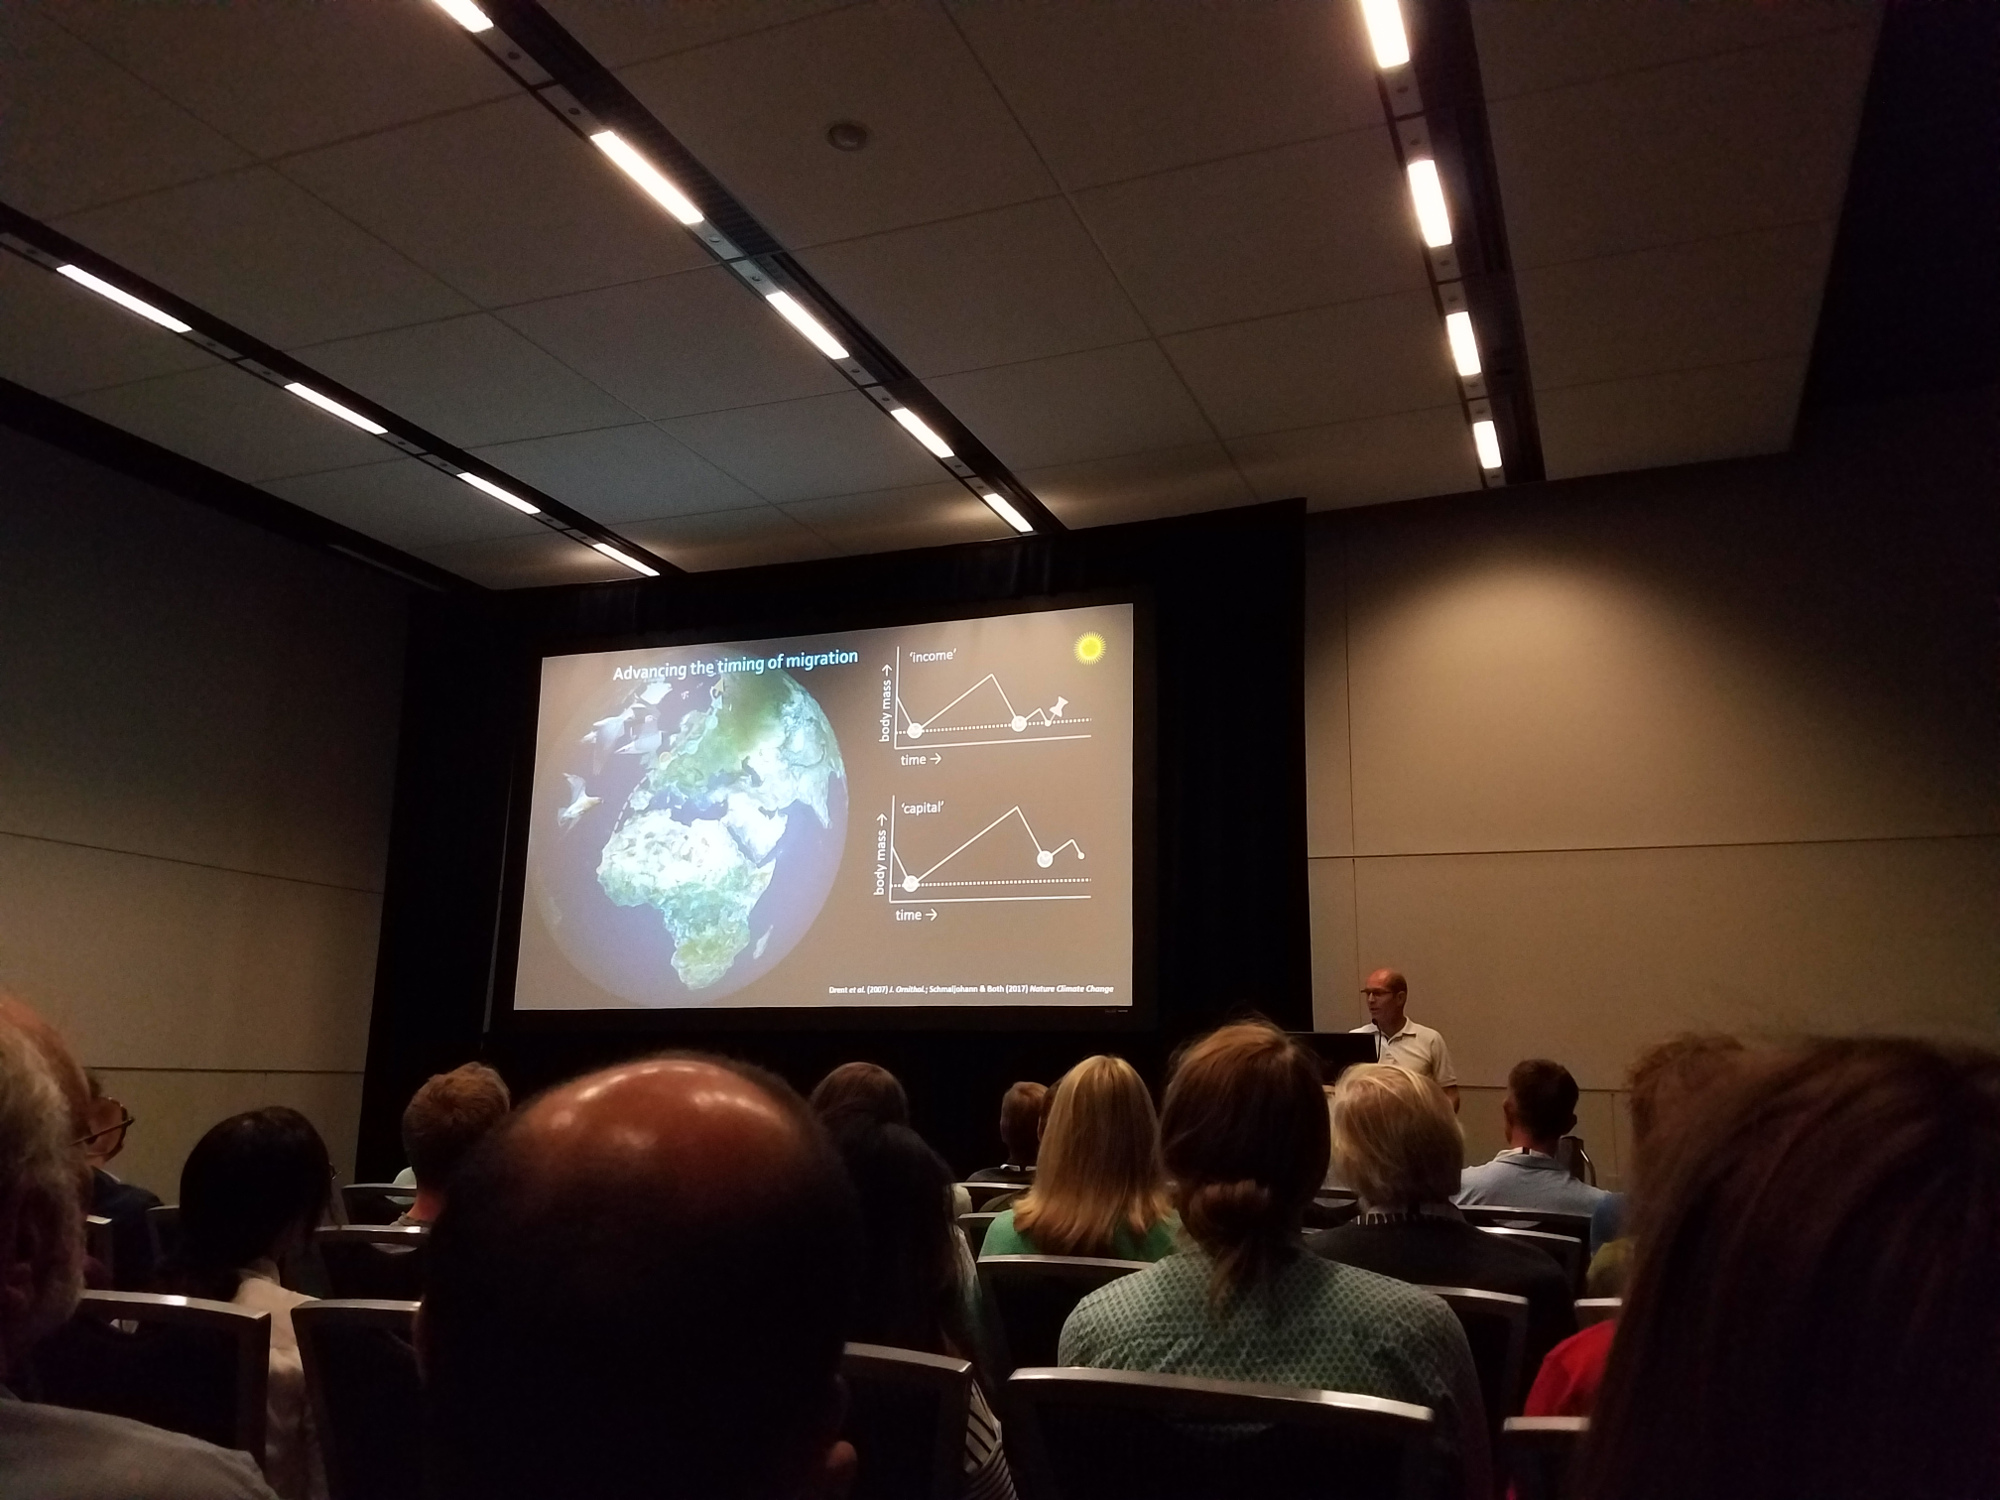 Advancing the timing of migration
'income'
body mass →
time →
'capital'
body mass →
time →
Drent et al. (2007) J. Ornithol.; Schmaljohann & Both (2017) Nature Climate Change